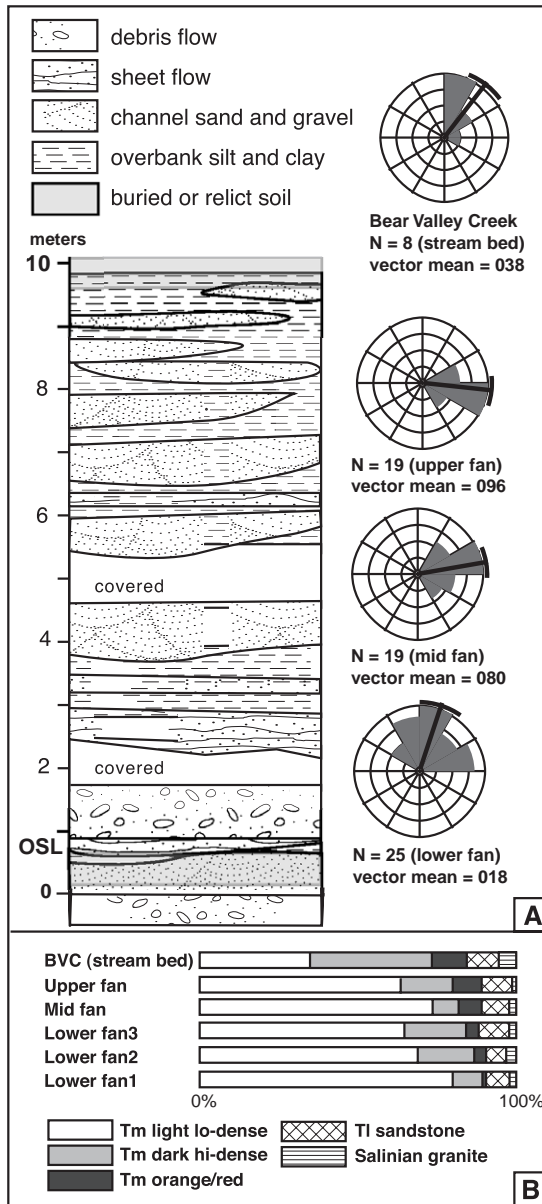 debris flow
sheet flow
channel sand and gravel
overbank silt and clay
buried or relict soil
Bear Valley Creek
N = 8 (stream bed)
vector mean = 038
meters
10
8
6
covered
4
2
covered
OSL
0
N = 19 (upper fan)
vector mean = 096
N = 19 (mid fan)
vector mean = 080
N = 25 (lower fan)
vector mean = 018
A
BVC (stream bed)
Upper fan
Mid fan
Lower fan3
Lower fan2
Lower fan1
0%
100%
Tm light lo-dense
Tl sandstone
Tm dark hi-dense
Salinian granite
Tm orange/red
B